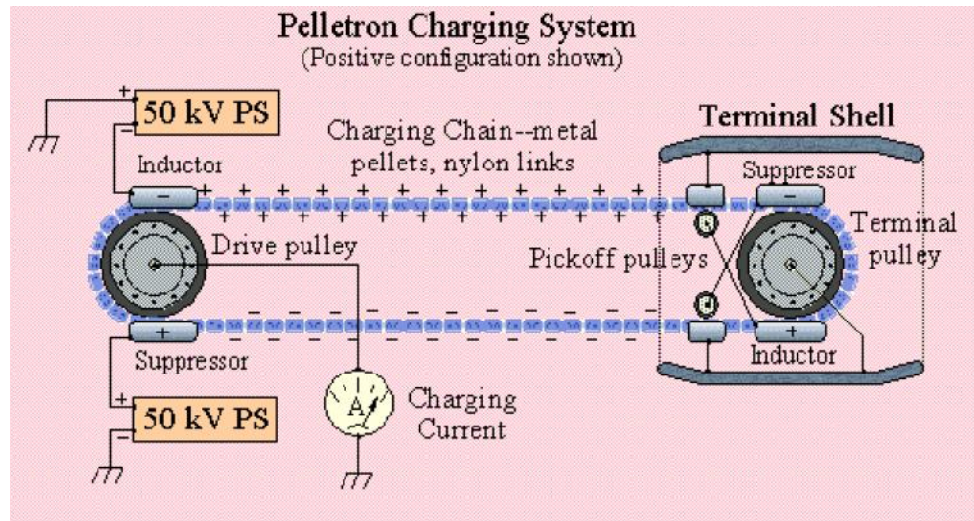 Pelletron Charging System
(Positive configuration shown)
+
50 kV PS
−
Inductor
−
Charging Chain--metal
pellets, nylon links
Terminal Shell
Suppressor
−
+ + + + + + + + + + + +
+ + + + + + + + + + + +
Drive pulley
Pickoff pulleys
Terminal
pulley
− − − − − − − − − − − −
− − − − − − − − − − −
+
Suppressor
+
Inductor
+
50 kV PS
−
A
Charging
Current